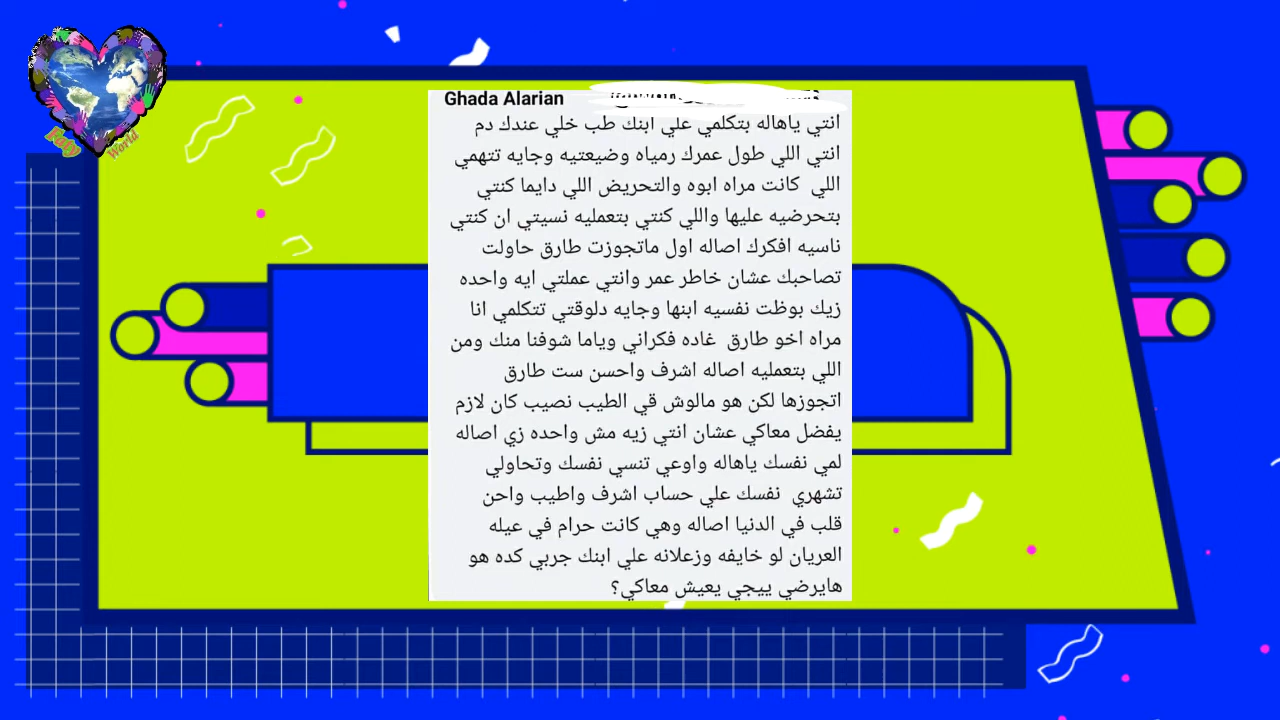 Fary World
Ghada Alarian
انتي ياهاله بتكلمي علي ابنك طب خلي عندك دم
انتي اللي طول عمرك رمياه وضيعتيه وجايه تتهمي
اللي كانت مراه ابوه والتحريض اللي دايما كنتي
بتحرضيه عليها واللي كنتي بتعمليه نسيتي ان كنتي
ناسيه افكرك اصاله اول ماتجوزت طارق حاولت
تصاحبك عشان خاطر عمر وانتي عملتي ايه واحده
زيك بوظت نفسيه ابنها وجايه دلوقتي تتكلمي انا
مراه اخو طارق غاده فكراني وياما شوفنا منك ومن
اللي بتعمليه اصاله اشرف واحسن ست طارق
اتجوزها لكن هو مالوش قي الطيب نصيب كان لازم
يفضل معاكي عشان انتي زيه مش واحده زي اصاله
لمي نفسك ياهاله واوعي تنسي نفسك وتحاولي
تشهري نفسك علي حساب اشرف واطيب واحن
قلب في الدنيا اصاله وهي كانت حرام في عيله
العريان لو خايفه وزعلانه علي ابنك جربي كده هو
هايرضي ييجي يعيش معاكي؟